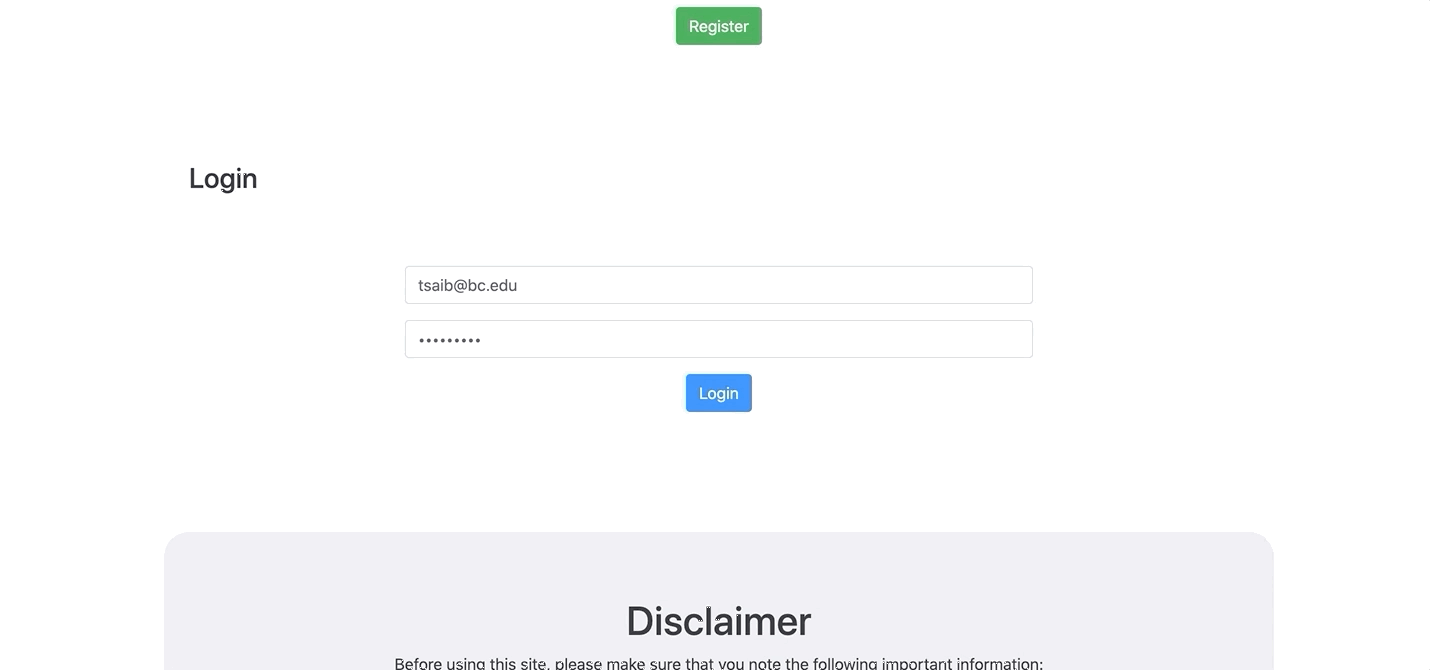 Register
Login
tsaib@bc.edu
•••••••••
Login
Disclaimer
Before using this site, please make sure that you note the following important information: